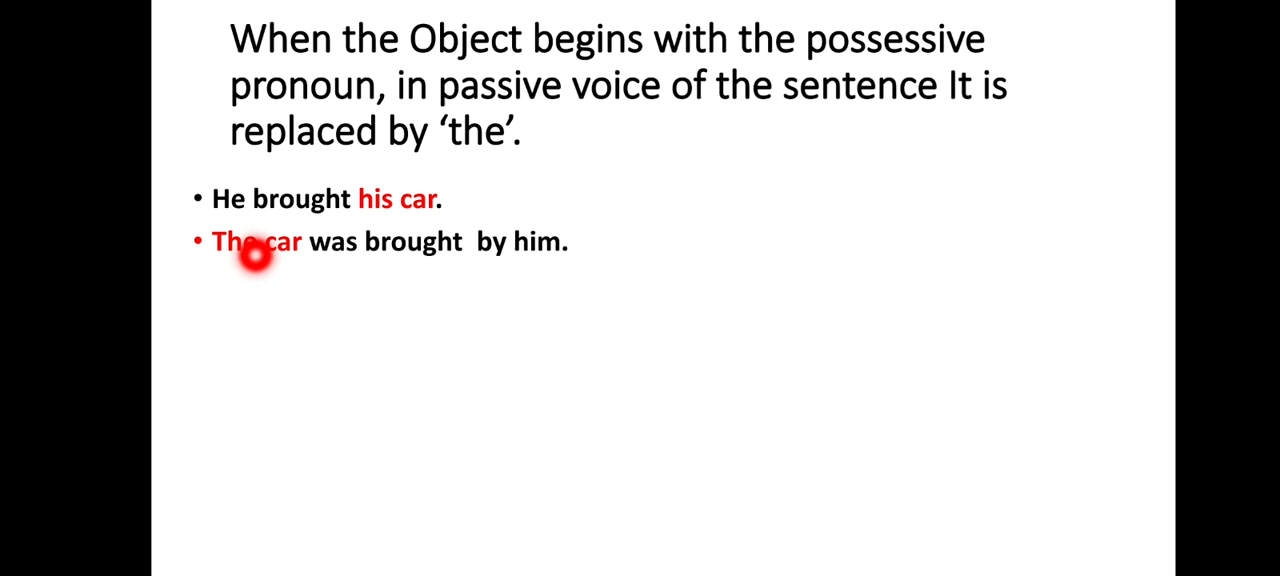 When the Object begins with the possessive
pronoun, in passive voice of the sentence It is
replaced by ‘the’.
• He brought his car.
• The car was brought by him.